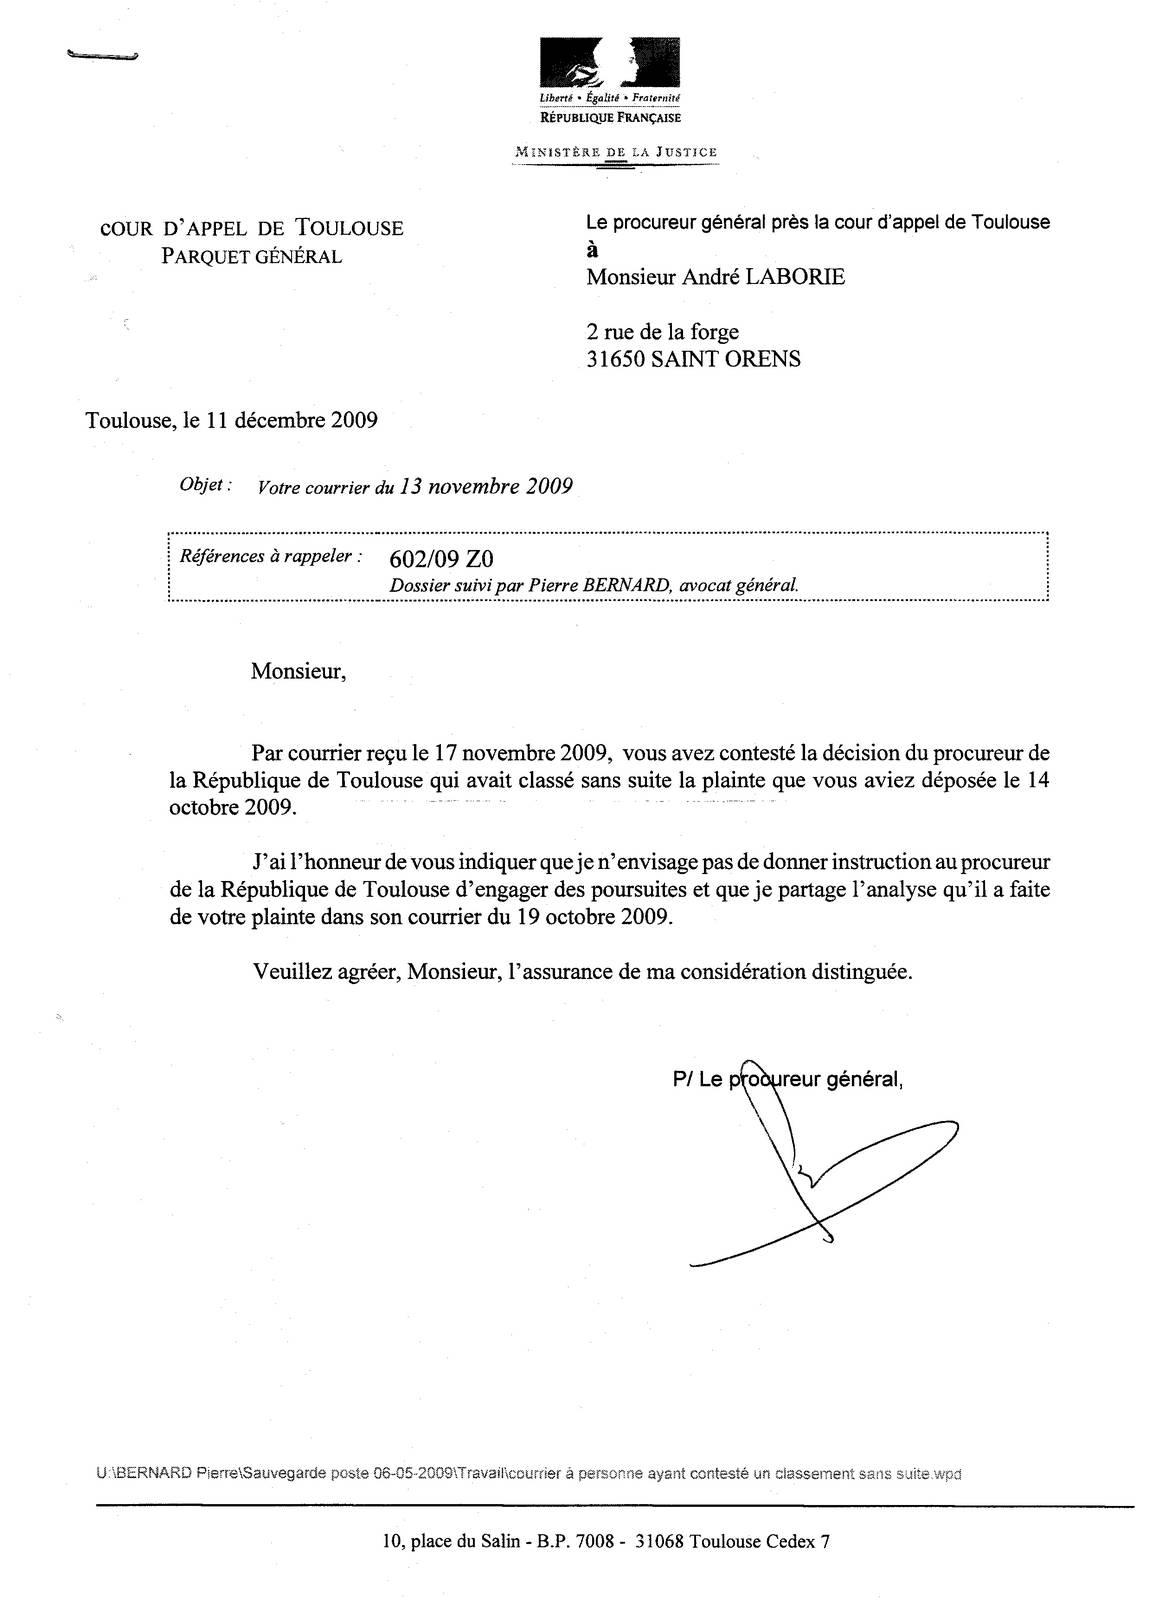 Liberté • Égalité • Fraternité
RÉPUBLIQUE FRANÇAISE
MINISTÈRE DE LA JUSTICE
COUR D'APPEL DE TOULOUSE
PARQUET GÉNÉRAL
Le procureur général près la cour d'appel de Toulouse
à
Monsieur André LABORIE
2 rue de la forge
31650 SAINT ORENS
Toulouse, le 11 décembre 2009
Objet : Votre courrier du 13 novembre 2009
Références à rappeler : 602/09 Z0
Dossier suivi par Pierre BERNARD, avocat général.
Monsieur,
Par courrier reçu le 17 novembre 2009, vous avez contesté la décision du procureur de
la République de Toulouse qui avait classé sans suite la plainte que vous aviez déposée le 14
octobre 2009.
J'ai l'honneur de vous indiquer que je n'envisage pas de donner instruction au procureur
de la République de Toulouse d'engager des poursuites et que je partage l'analyse qu'il a faite
de votre plainte dans son courrier du 19 octobre 2009.
Veuillez agréer, Monsieur, l'assurance de ma considération distinguée.
P/ Le procureur général,
U:\BERNARD Pierre\Sauvegarde poste 06-05-2009\Travail\courrier à personne ayant contesté un classement sans suite.wpd
10, place du Salin - B.P. 7008 - 31068 Toulouse Cedex 7